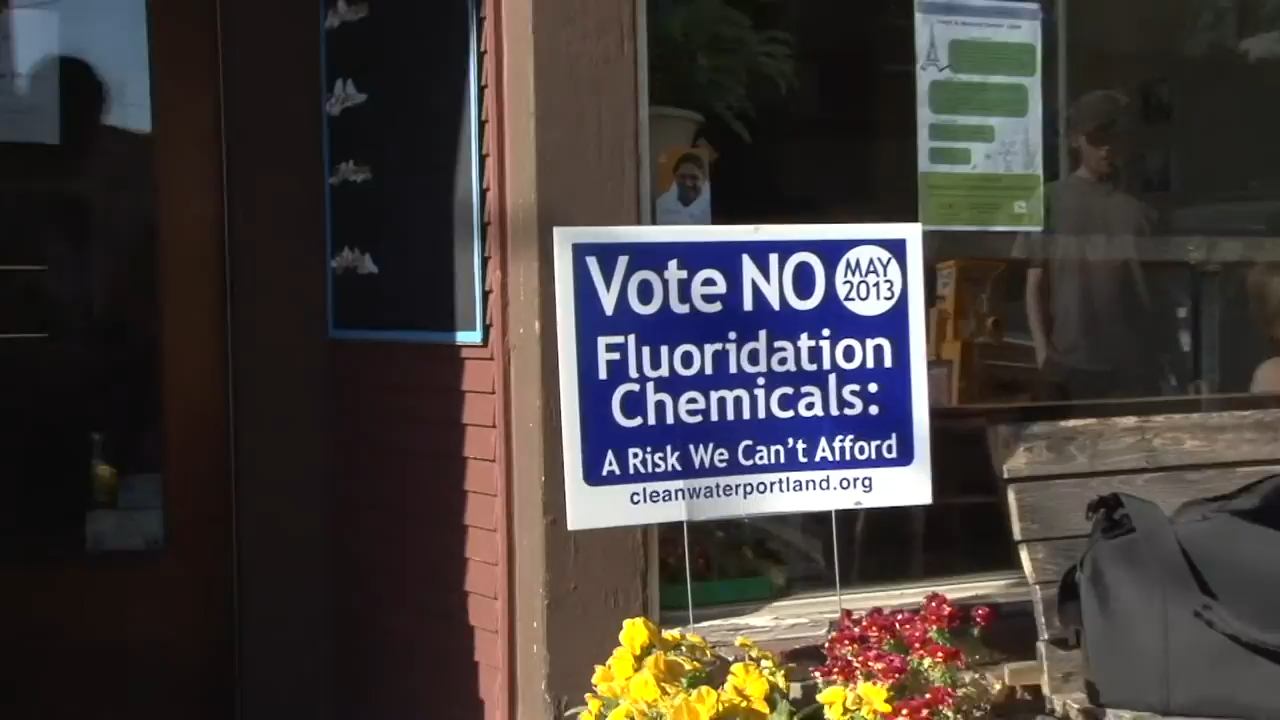 Vote NO
MAY
2013
Fluoridation
Chemicals:
A Risk We Can't Afford
cleanwaterportland.org